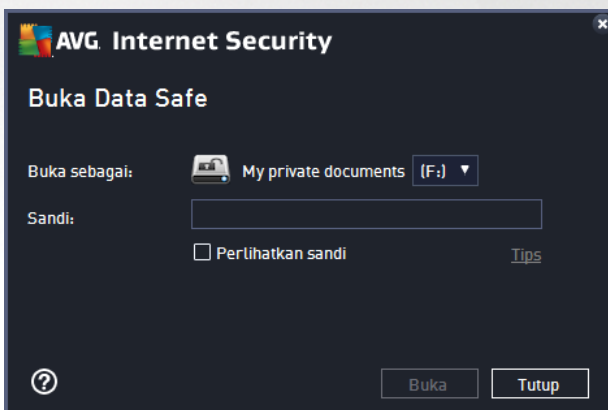 AVG. Internet Security
Buka Data Safe
Buka sebagai: My private documents (F:)
Sandi:
Perlihatkan sandi Tips
? Buka Tutup